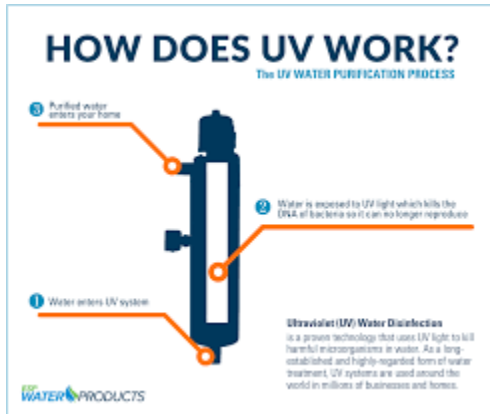 HOW DOES UV WORK?
The UV WATER PURIFICATION PROCESS
3 Purified water
enters your home
2 Water is exposed to UV light which kills the
DNA of bacteria so it can no longer reproduce
1 Water enters UV system
Ultraviolet (UV) Water Disinfection
is a proven technology that uses UV light to kill
harmful microorganisms in water. As a long-
established and highly-regarded form of water
treatment, UV systems are used around the
world in millions of businesses and homes.
ESP
WATER PRODUCTS